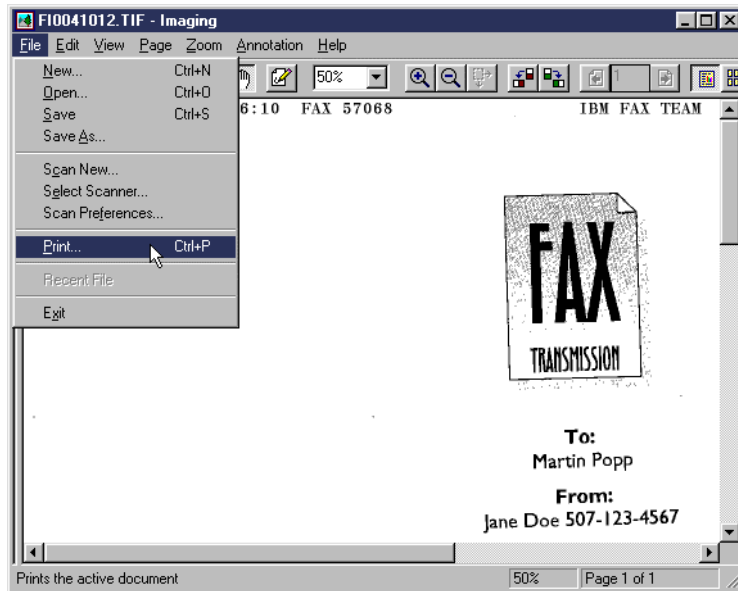 FI0041012.TIF - Imaging
File Edit View Page Zoom Annotation Help
50%
1
New... Ctrl+N
Open... Ctrl+O
Save Ctrl+S
Save As...
Scan New...
Select Scanner...
Scan Preferences...
Print... Ctrl+P
Recent File
Exit
6:10 FAX 57068 IBM FAX TEAM
FAX
TRANSMISSION
To:
Martin Popp
From:
Jane Doe 507-123-4567
Prints the active document 50% Page 1 of 1